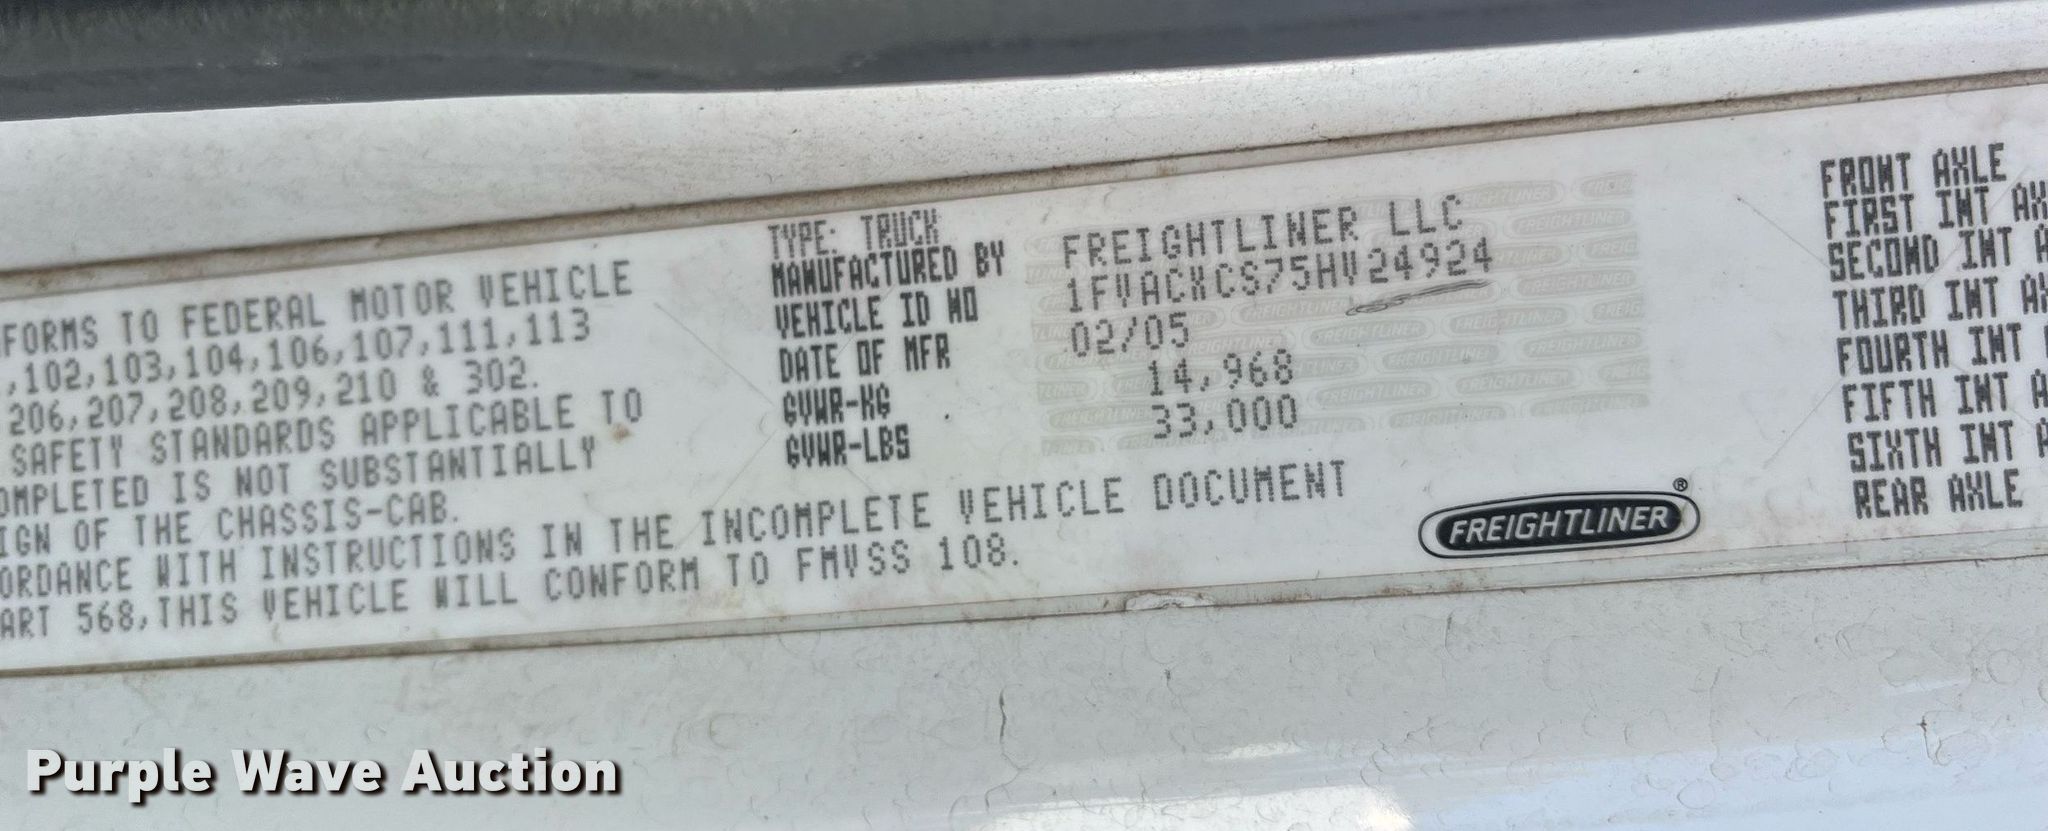 FORMS TO FEDERAL MOTOR VEHICLE
,102,103,104,106,107,111,113
206,207,208,209,210 & 302.
SAFETY STANDARDS APPLICABLE TO
OMPLETED IS NOT SUBSTANTIALLY
IGN OF THE CHASSIS-CAB.
ORDANCE WITH INSTRUCTIONS IN THE INCOMPLETE VEHICLE DOCUMENT
ART 568,THIS VEHICLE WILL CONFORM TO FMVSS 108.
TYPE: TRUCK
MANUFACTURED BY FREIGHTLINER LLC
VEHICLE ID NO 1FVACXCS75HV24924
DATE OF MFR 02/05
GVWR-KG 14,968
GVWR-LBS 33,000
FREIGHTLINER®
FRONT AXLE
FIRST INT AX
SECOND INT A
THIRD INT AX
FOURTH INT
FIFTH INT A
SIXTH INT A
REAR AXLE
Purple Wave Auction